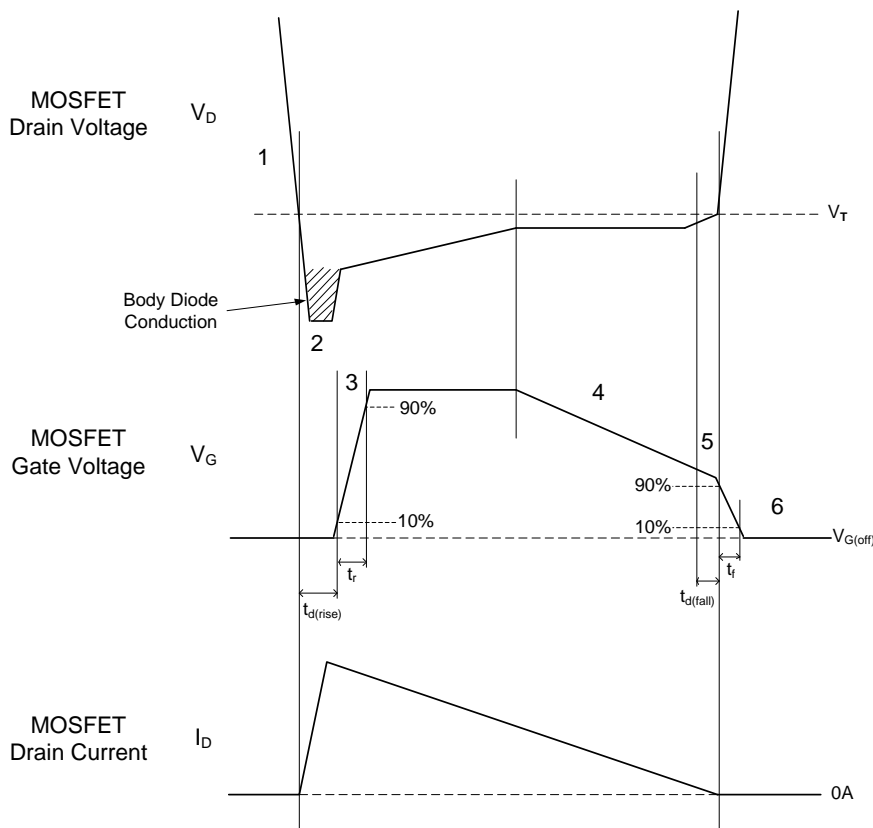 MOSFET
Drain Voltage
V_D
1
V_T
Body Diode
Conduction
2
3
4
90%
MOSFET
Gate Voltage
V_G
5
90%
6
10%
10%
V_G(off)
t_r
t_f
t_d(rise)
t_d(fall)
MOSFET
Drain Current
I_D
0A